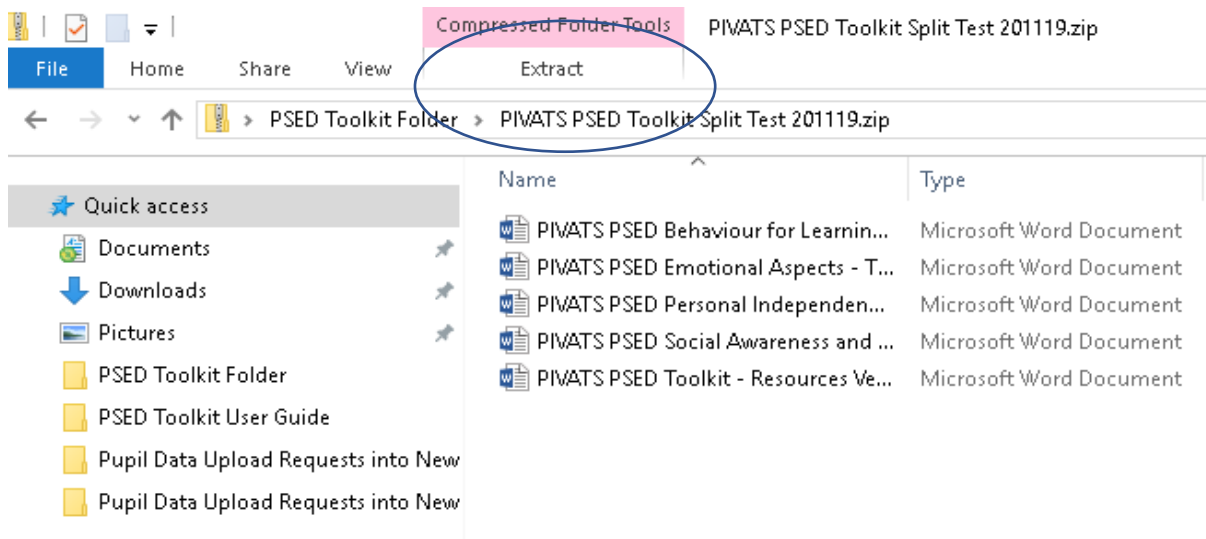 Compressed Folder Tools PIVATS PSED Toolkit Split Test 201119.zip
File Home Share View Extract
PSED Toolkit Folder > PIVATS PSED Toolkit Split Test 201119.zip
Name Type
Quick access
Documents
Downloads
Pictures
PSED Toolkit Folder
PSED Toolkit User Guide
Pupil Data Upload Requests into New
Pupil Data Upload Requests into New
PIVATS PSED Behaviour for Learnin... Microsoft Word Document
PIVATS PSED Emotional Aspects - T... Microsoft Word Document
PIVATS PSED Personal Independen... Microsoft Word Document
PIVATS PSED Social Awareness and ... Microsoft Word Document
PIVATS PSED Toolkit - Resources Ve... Microsoft Word Document